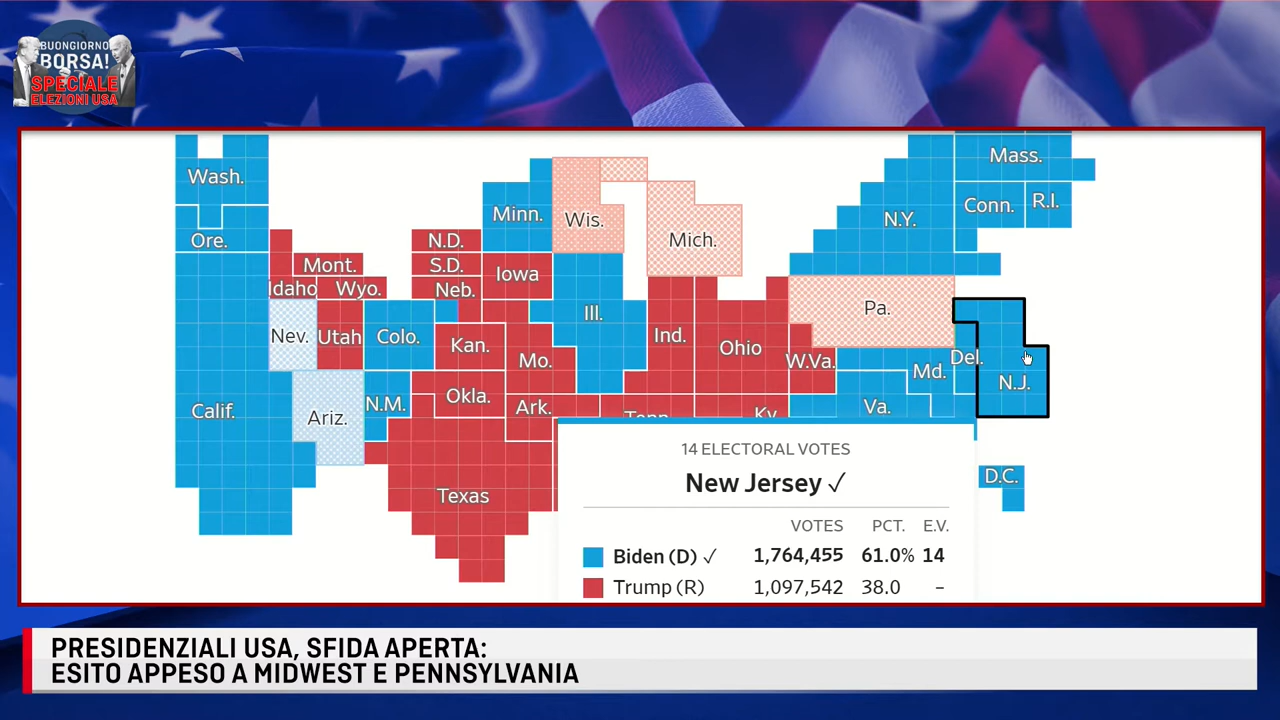 BUONGIORNO
BORSA!
SPECIALE
ELEZIONI USA
Wash.
Mass.
Minn.
Wis.
N.Y.
Conn.
R.I.
Ore.
N.D.
Mich.
Mont.
S.D.
Iowa
Idaho
Wyo.
Neb.
Pa.
Ill.
Nev.
Utah
Colo.
Kan.
Ind.
Ohio
Mo.
W.Va.
Del.
Md.
N.J.
Okla.
Calif.
Ariz.
N.M.
Ark.
Tenn.
Ky.
Va.
D.C.
Texas
14 ELECTORAL VOTES
New Jersey ✓
VOTES PCT. E.V.
Biden (D) ✓ 1,764,455 61.0% 14
Trump (R) 1,097,542 38.0 –
PRESIDENZIALI USA, SFIDA APERTA:
ESITO APPESO A MIDWEST E PENNSYLVANIA